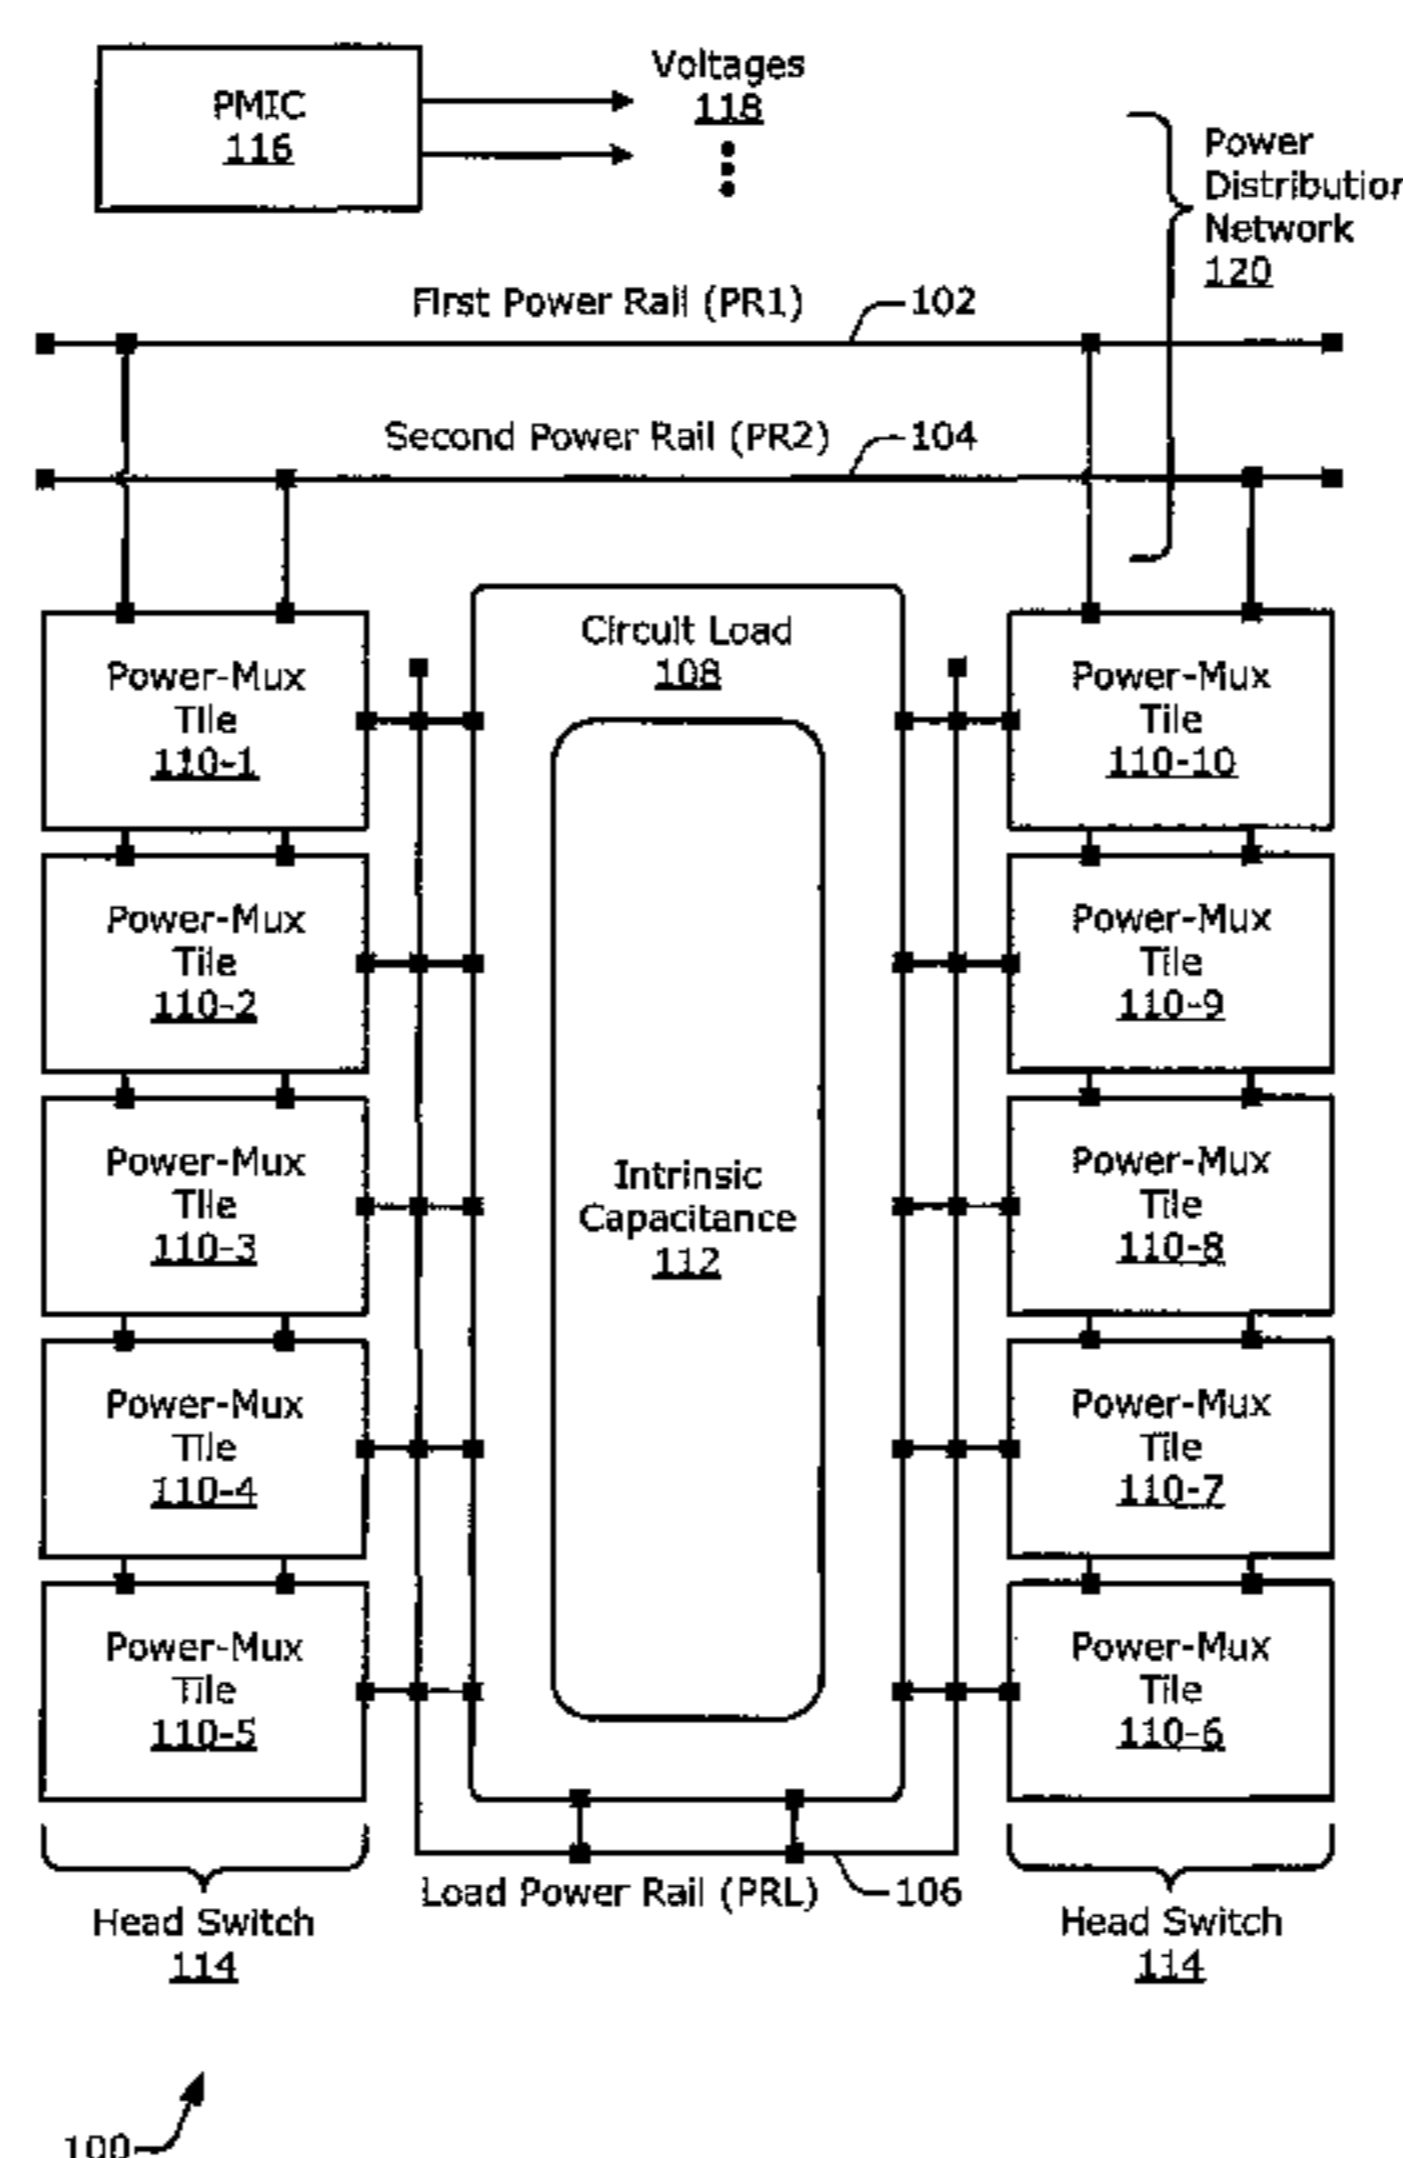 PMIC
116
Voltages
118
Power
Distribution
Network
120
First Power Rail (PR1)
102
Second Power Rail (PR2)
104
Circuit Load
108
Power-Mux
Tile
110-1
Power-Mux
Tile
110-10
Power-Mux
Tile
110-2
Power-Mux
Tile
110-9
Power-Mux
Tile
110-3
Intrinsic
Capacitance
112
Power-Mux
Tile
110-8
Power-Mux
Tile
110-4
Power-Mux
Tile
110-7
Power-Mux
Tile
110-5
Power-Mux
Tile
110-6
Load Power Rail (PRL)
106
Head Switch
114
Head Switch
114
100